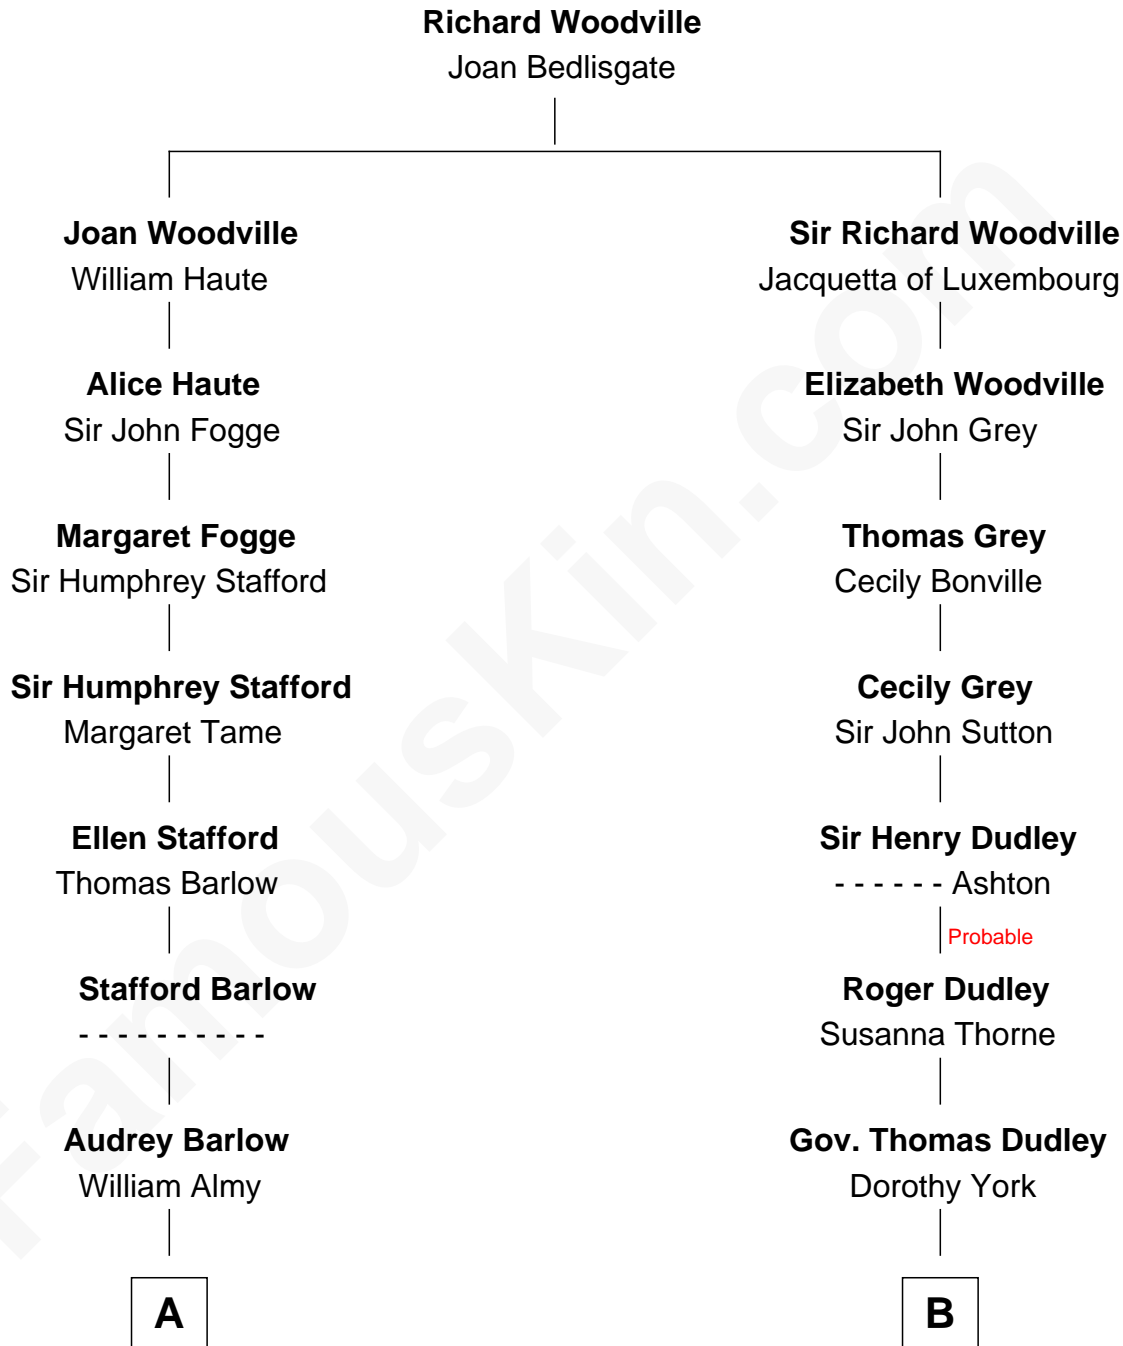 Richard Woodville
Joan Bedlisgate
Joan Woodville
William Haute
Alice Haute
Sir John Fogge
Margaret Fogge
Sir Humphrey Stafford
Sir Humphrey Stafford
Margaret Tame
Ellen Stafford
Thomas Barlow
Stafford Barlow
- - - - - - - - - -
Audrey Barlow
William Almy
A
Sir Richard Woodville
Jacquetta of Luxembourg
Elizabeth Woodville
Sir John Grey
Thomas Grey
Cecily Bonville
Cecily Grey
Sir John Sutton
Sir Henry Dudley
- - - - - - Ashton
Probable
Roger Dudley
Susanna Thorne
Gov. Thomas Dudley
Dorothy York
B
FamousKin.com